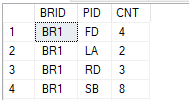 BRID PID CNT
1 BR1 FD 4
2 BR1 LA 2
3 BR1 RD 3
4 BR1 SB 8